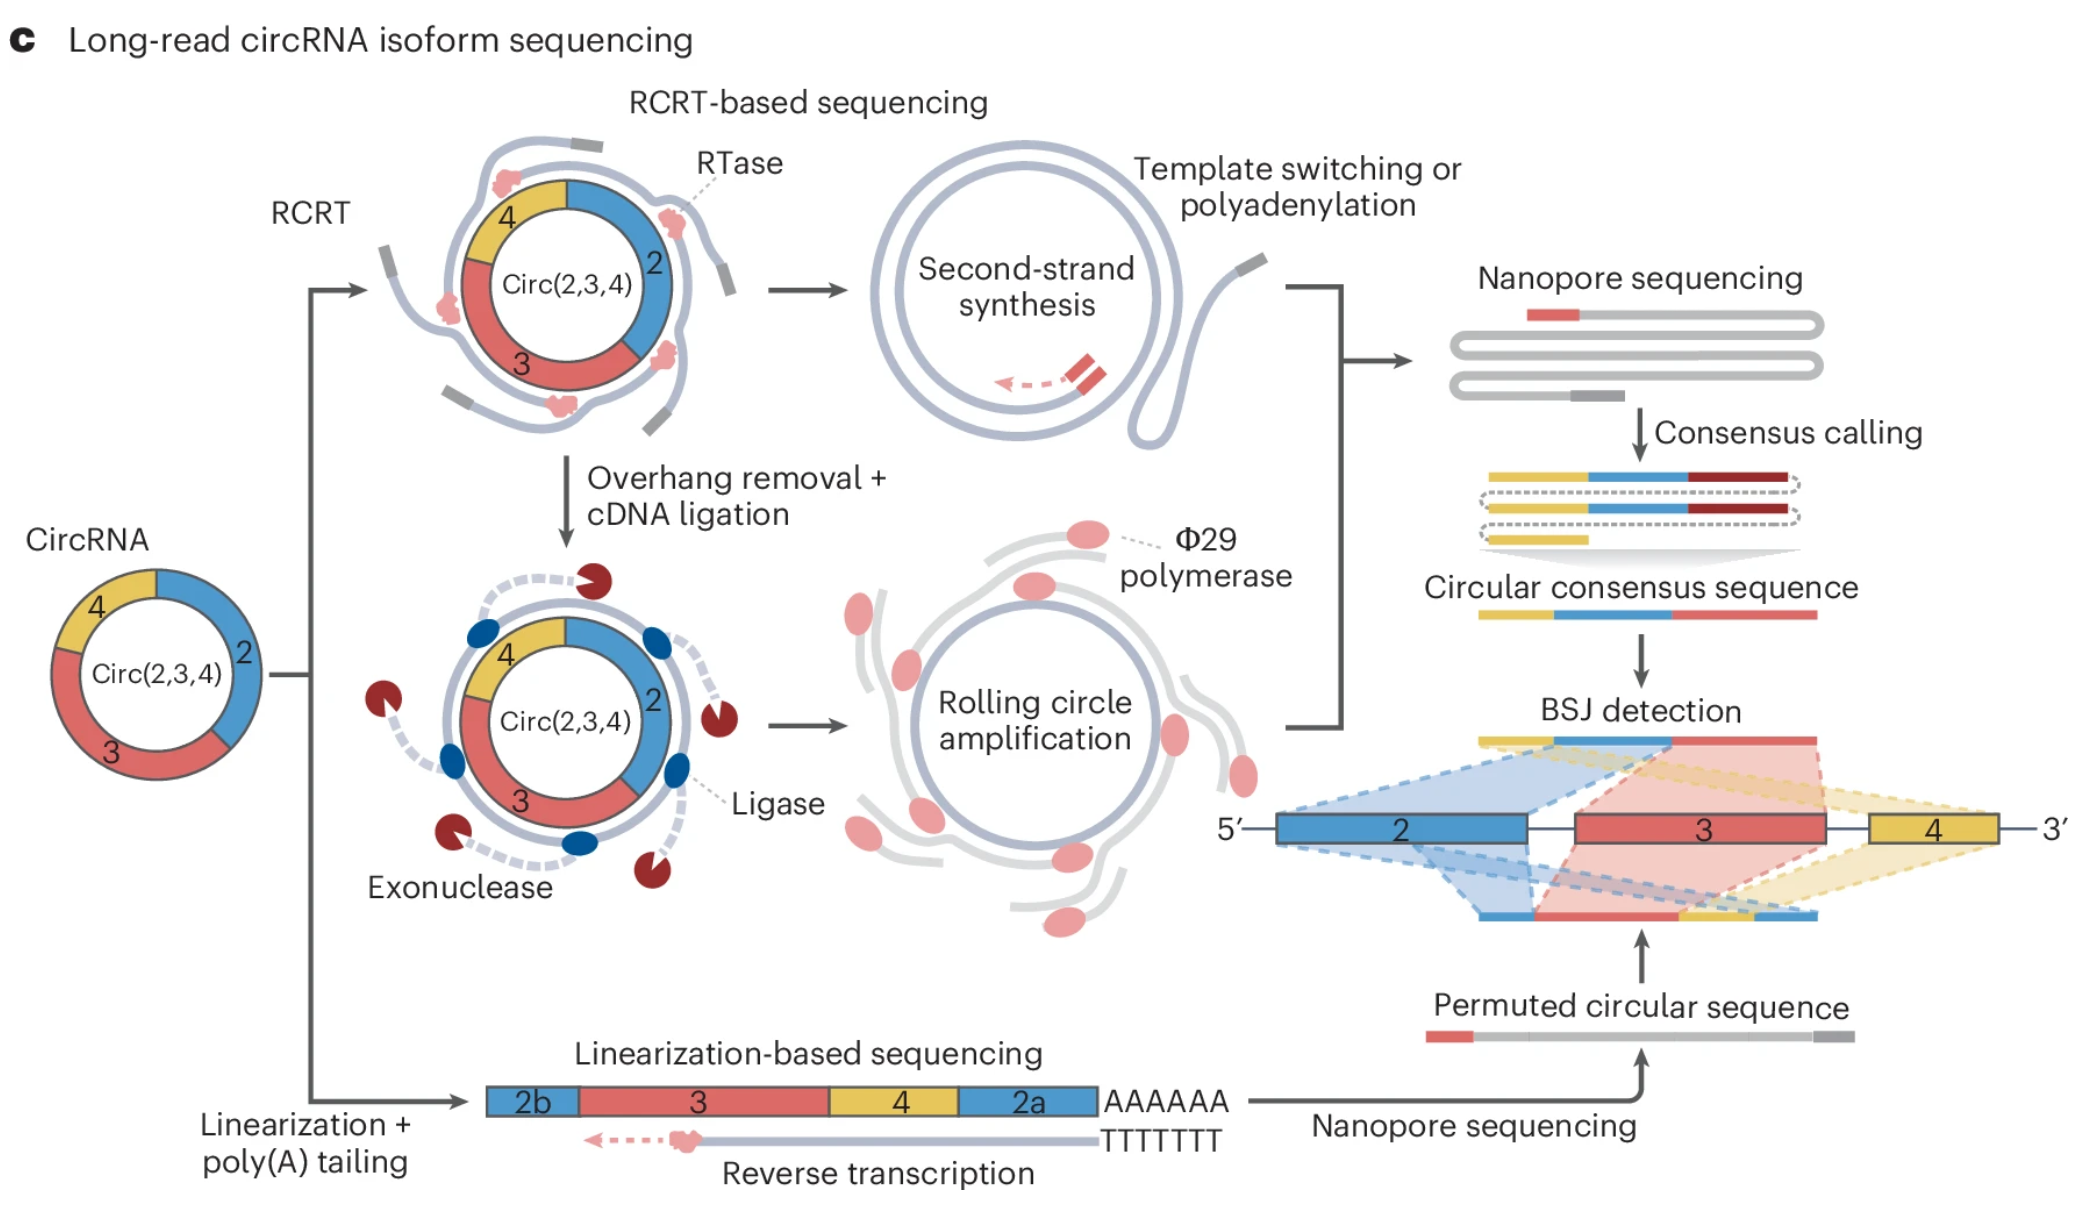 c Long-read circRNA isoform sequencing
RCRT-based sequencing
RCRT
RTase
4
2
3
Circ(2,3,4)
Second-strand
synthesis
Template switching or
polyadenylation
Nanopore sequencing
Consensus calling
Overhang removal +
cDNA ligation
CircRNA
4
2
3
Circ(2,3,4)
4
2
3
Circ(2,3,4)
Ligase
Exonuclease
Φ29
polymerase
Rolling circle
amplification
Circular consensus sequence
BSJ detection
5′
2
3
4
3′
Permuted circular sequence
Linearization-based sequencing
2b
3
4
2a
AAAAAA
TTTTTTT
Linearization +
poly(A) tailing
Reverse transcription
Nanopore sequencing